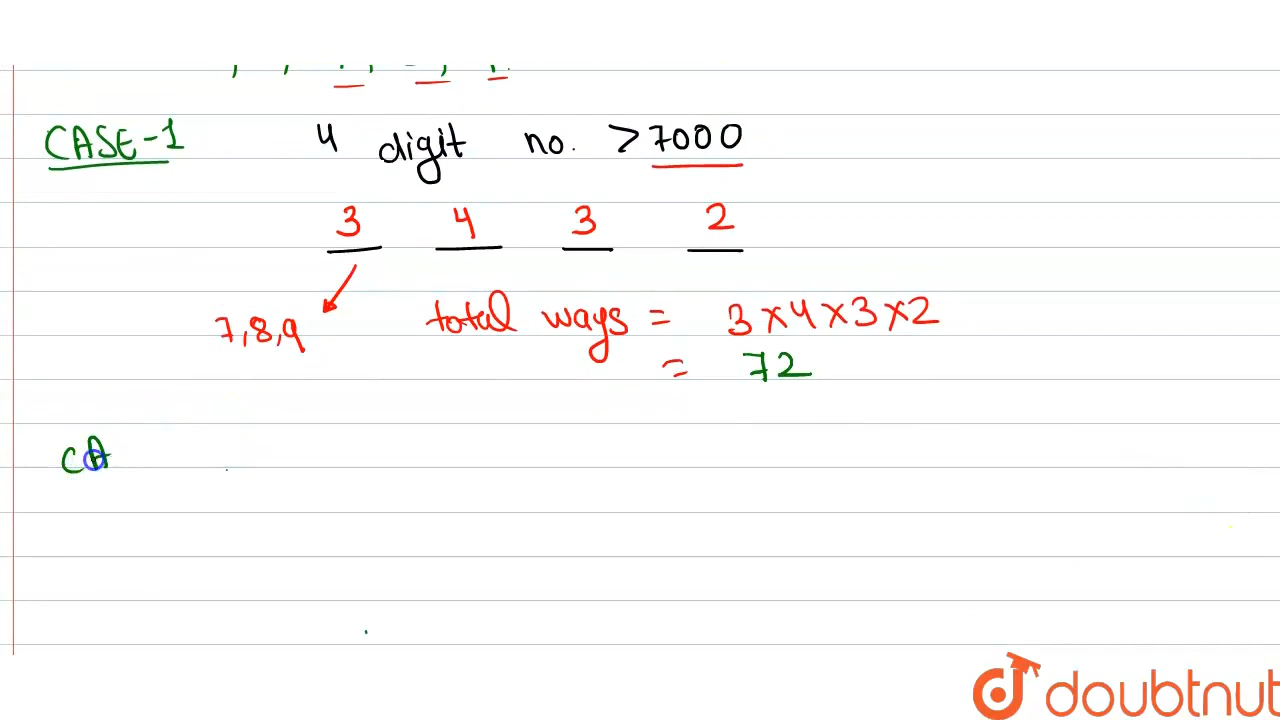 CASE-1 4 digit no. >7000
3 4 3 2
7,8,9 total ways = 3×4×3×2
= 72
CA
doubtnut